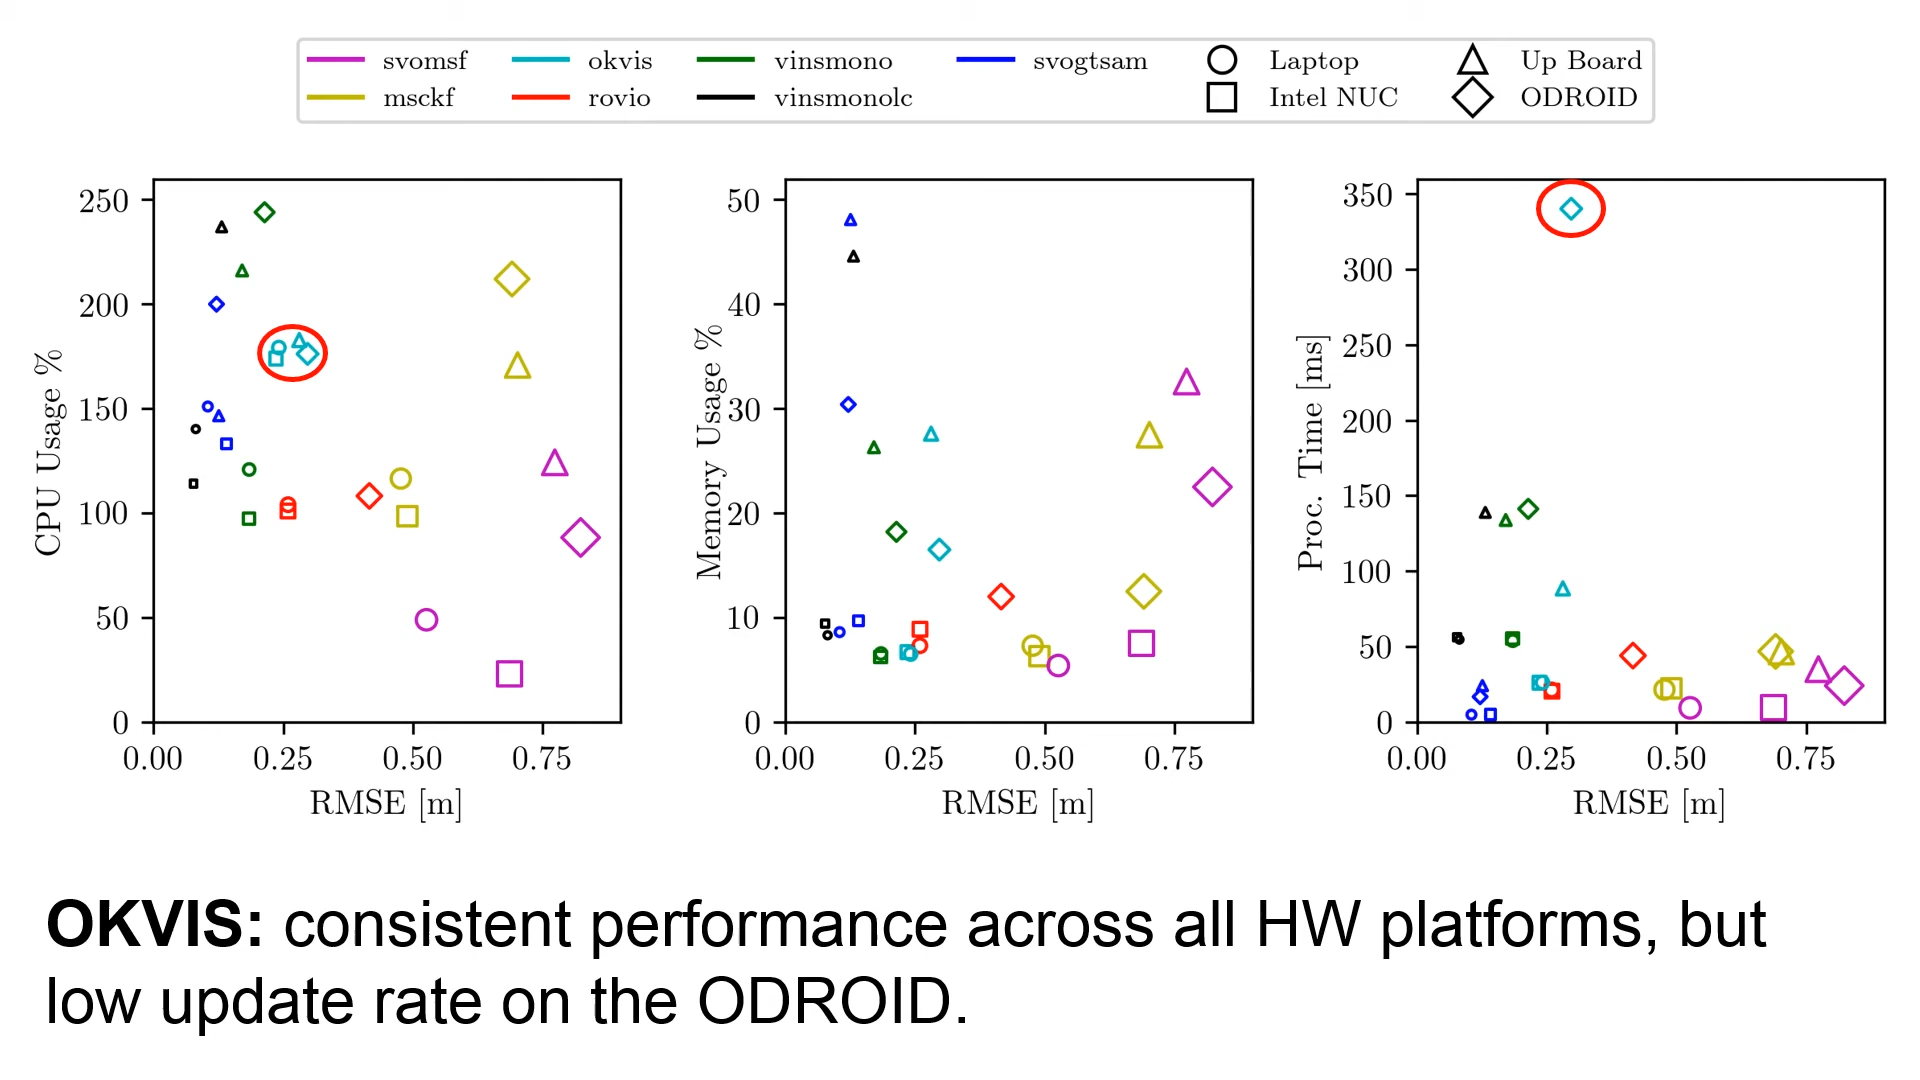 svomsf okvis vinsmono svogtsam Laptop Up Board
msckf rovio vinsmonolc Intel NUC ODROID
CPU Usage %
250
200
150
100
50
0
0.00 0.25 0.50 0.75
RMSE [m]
Memory Usage %
50
40
30
20
10
0
0.00 0.25 0.50 0.75
RMSE [m]
Proc. Time [ms]
350
300
250
200
150
100
50
0
0.00 0.25 0.50 0.75
RMSE [m]
OKVIS: consistent performance across all HW platforms, but
low update rate on the ODROID.